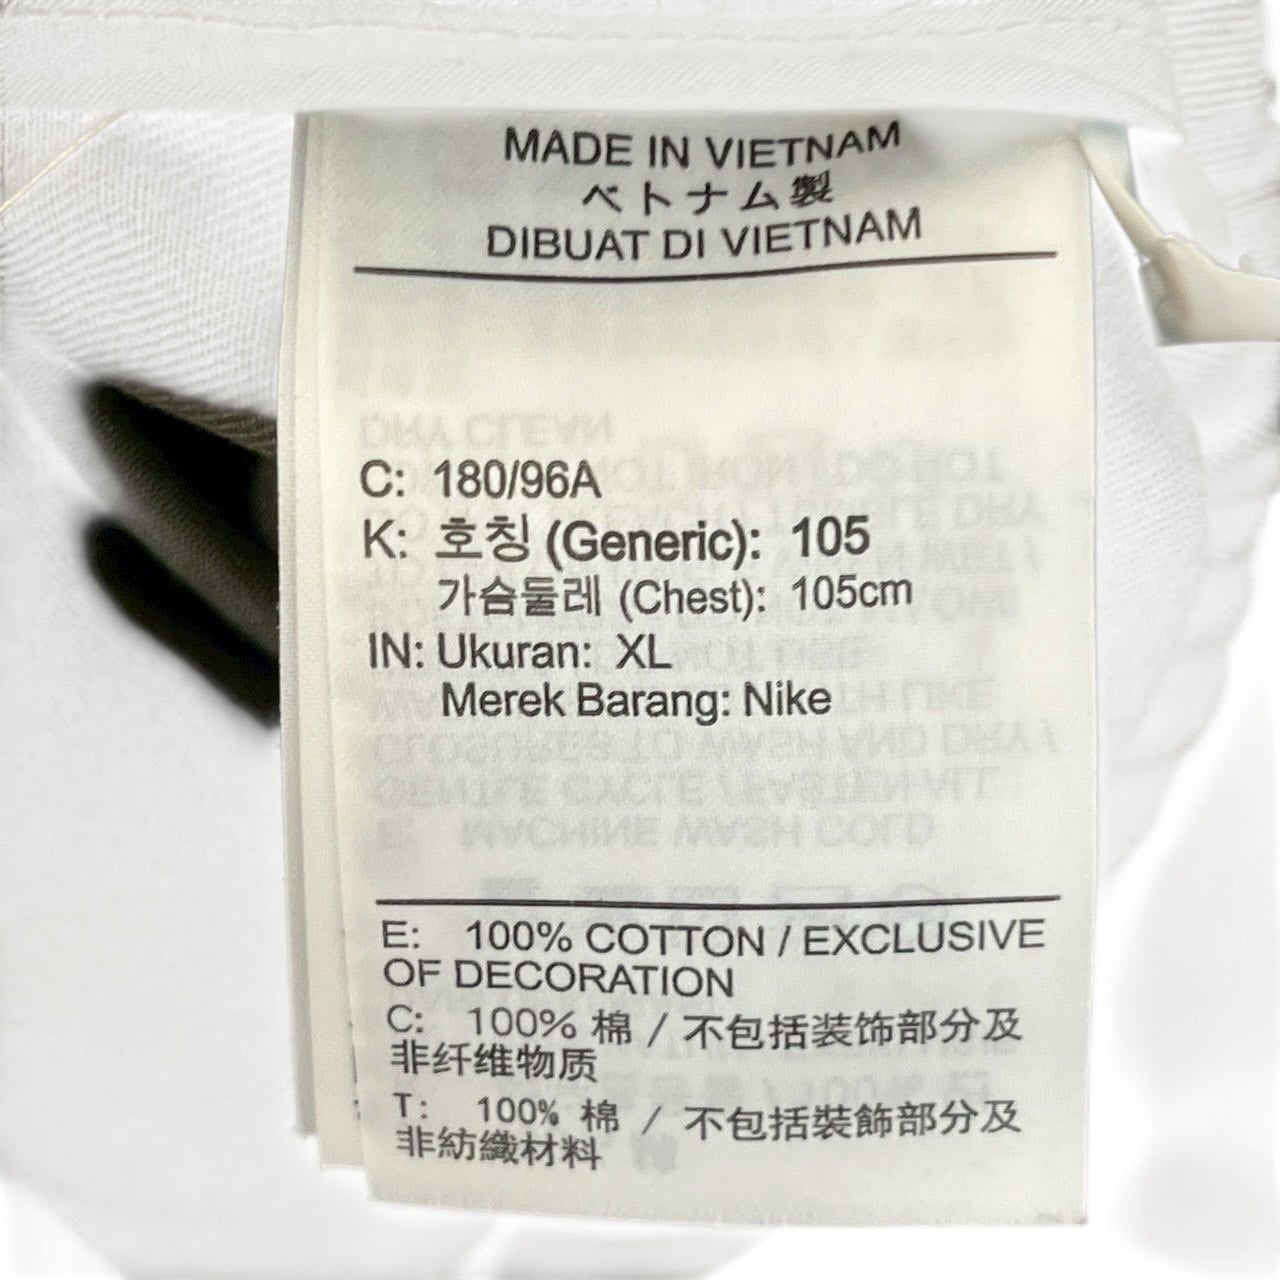 MADE IN VIETNAM
ベトナム製
DIBUAT DI VIETNAM
C: 180/96A
K: 호칭 (Generic): 105
가슴둘레 (Chest): 105cm
IN: Ukuran: XL
Merek Barang: Nike
E: 100% COTTON / EXCLUSIVE
OF DECORATION
C: 100% 棉 / 不包括装饰部分及
非纤维物质
T: 100% 棉 / 不包括裝飾部分及
非紡織材料